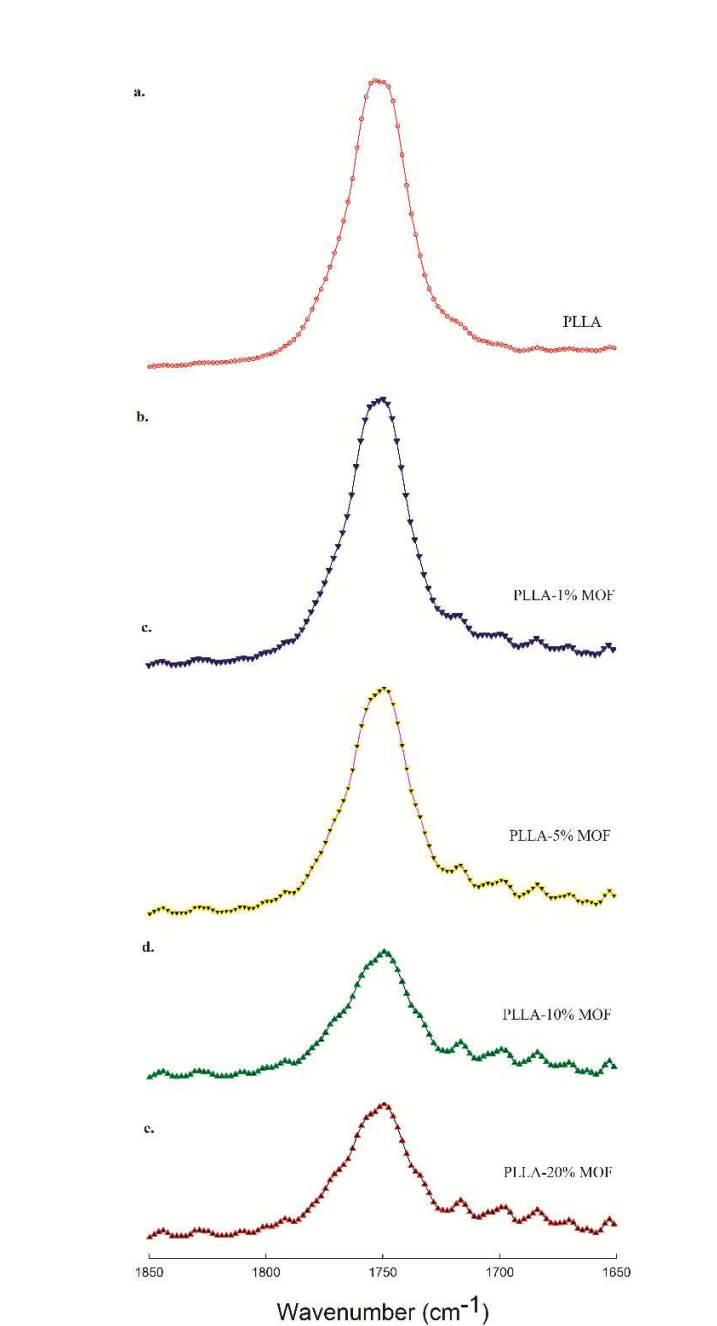 a.
PLLA
b.
PLLA-1% MOF
c.
PLLA-5% MOF
d.
PLLA-10% MOF
e.
PLLA-20% MOF
1850 1800 1750 1700 1650
Wavenumber (cm-1)